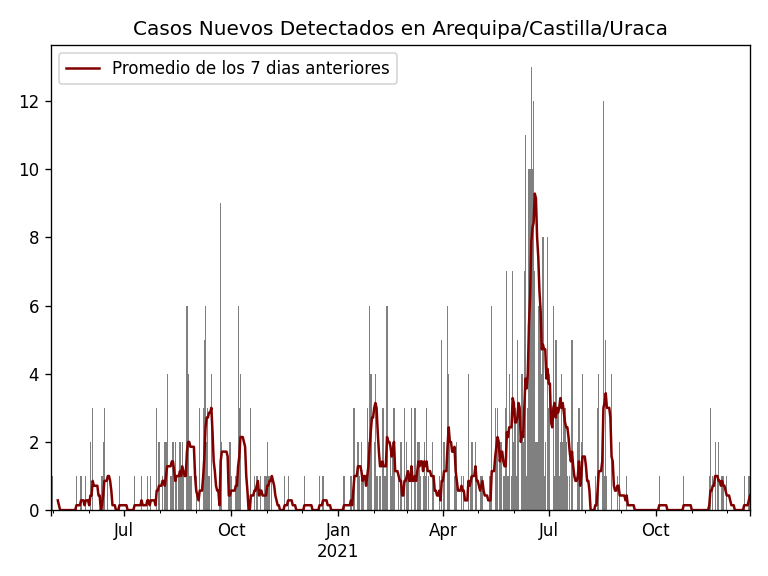 Casos Nuevos Detectados en Arequipa/Castilla/Uraca
Promedio de los 7 dias anteriores
12
10
8
6
4
2
0
Jul Oct Jan Apr Jul Oct
2021